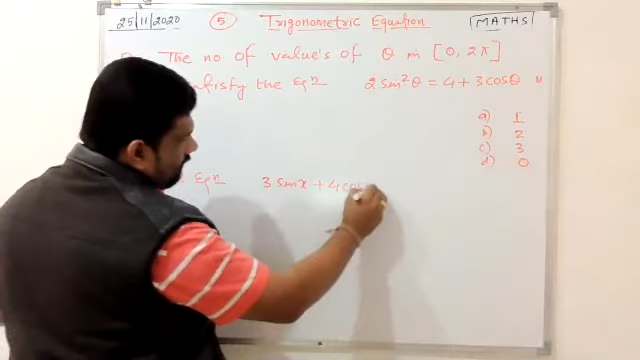 25/11/2020 5 Trigonometric Equation MATHS
The no of value's of θ in [0, 2π]
satisfy the Eqn 2 sin²θ = 4 + 3 cosθ
a) 1
b) 2
c) 3
d) 0
Eqn 3 sinx + 4 cos